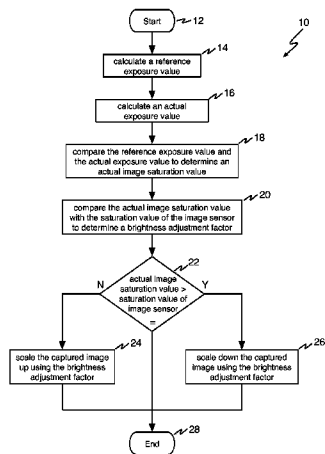 Start
12
10
14
calculate a reference
exposure value
16
calculate an actual
exposure value
18
compare the reference exposure value and
the actual exposure value to determine an
actual image saturation value
20
compare the actual image saturation value
with the saturation value of the image sensor
to determine a brightness adjustment factor
22
N
actual image
saturation value >
saturation value of
image sensor
Y
=
24
scale the captured image
up using the brightness
adjustment factor
26
scale down the captured
image using the brightness
adjustment factor
28
End